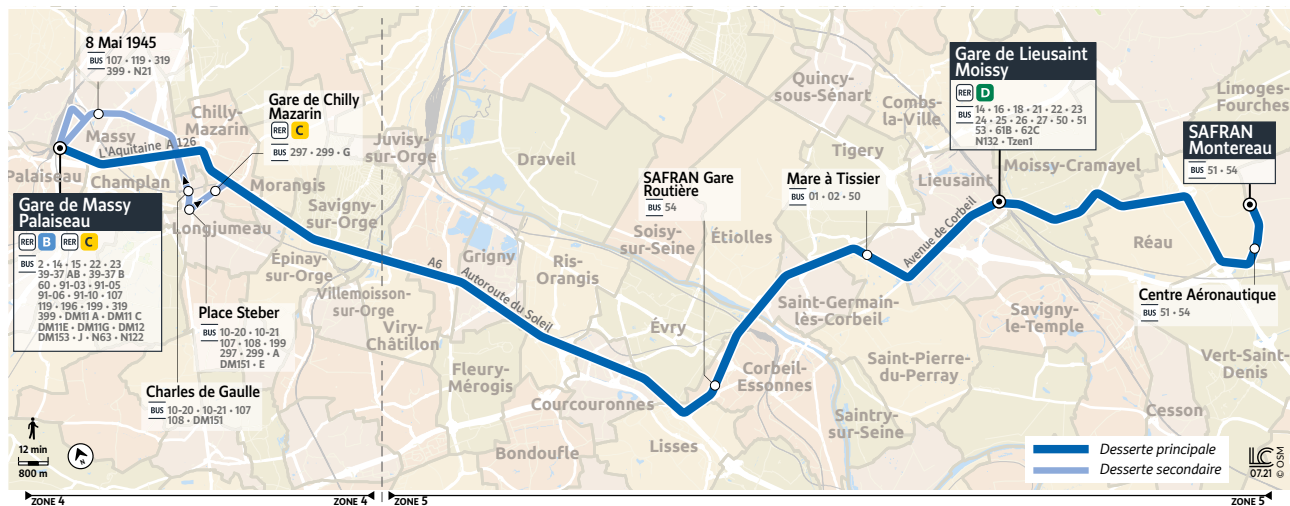 8 Mai 1945
BUS 107 • 119 • 319
399 • N21
Chilly-
Mazarin
Gare de Chilly
Mazarin
RER C
BUS 297 • 299 • G
Massy
L'Aquitaine A 126
Palaiseau
Champlan
Morangis
Longjumeau
Savigny-
sur-Orge
Gare de Massy
Palaiseau
RER B RER C
BUS 2 • 14 • 15 • 22 • 23
39-37 AB • 39-37 B
60 • 91-03 • 91-05
91-06 • 91-10 • 107
119 • 196 • 199 • 319
399 • DM11 A • DM11 C
DM11E • DM11G • DM12
DM153 • J • N63 • N122
Épinay-
sur-Orge
Villemoisson-
sur-Orge
Place Steber
BUS 10-20 • 10-21
107 • 108 • 199
297 • 299 • A
DM151 • E
Charles de Gaulle
BUS 10-20 • 10-21 • 107
108 • DM151
Juvisy-
sur-Orge
Draveil
Viry-
Châtillon
Grigny
A6
Autoroute du Soleil
Ris-
Orangis
Soisy-
sur-Seine
Fleury-
Mérogis
Évry
Courcouronnes
Bondoufle
Lisses
SAFRAN Gare
Routière
BUS 54
Étiolles
Corbeil-
Essonnes
Quincy-
sous-Sénart
Combs-
la-Ville
Tigery
Mare à Tissier
BUS 01 • 02 • 50
Lieusaint
Avenue de Corbeil
Saint-Germain-
lès-Corbeil
Saint-Pierre-
du-Perray
Saintry-
sur-Seine
Gare de Lieusaint
Moissy
RER D
BUS 14 • 16 • 18 • 21 • 22 • 23
24 • 25 • 26 • 27 • 50 • 51
53 • 61B • 62C
N132 • Tzen1
Moissy-Cramayel
Limoges-
Fourches
SAFRAN
Montereau
BUS 51 • 54
Réau
Centre Aéronautique
BUS 51 • 54
Savigny-
le-Temple
Vert-Saint-
Denis
Cesson
12 min
800 m
N
Desserte principale
Desserte secondaire
LC
07.21
© OSM
ZONE 4
ZONE 4
ZONE 5
ZONE 5